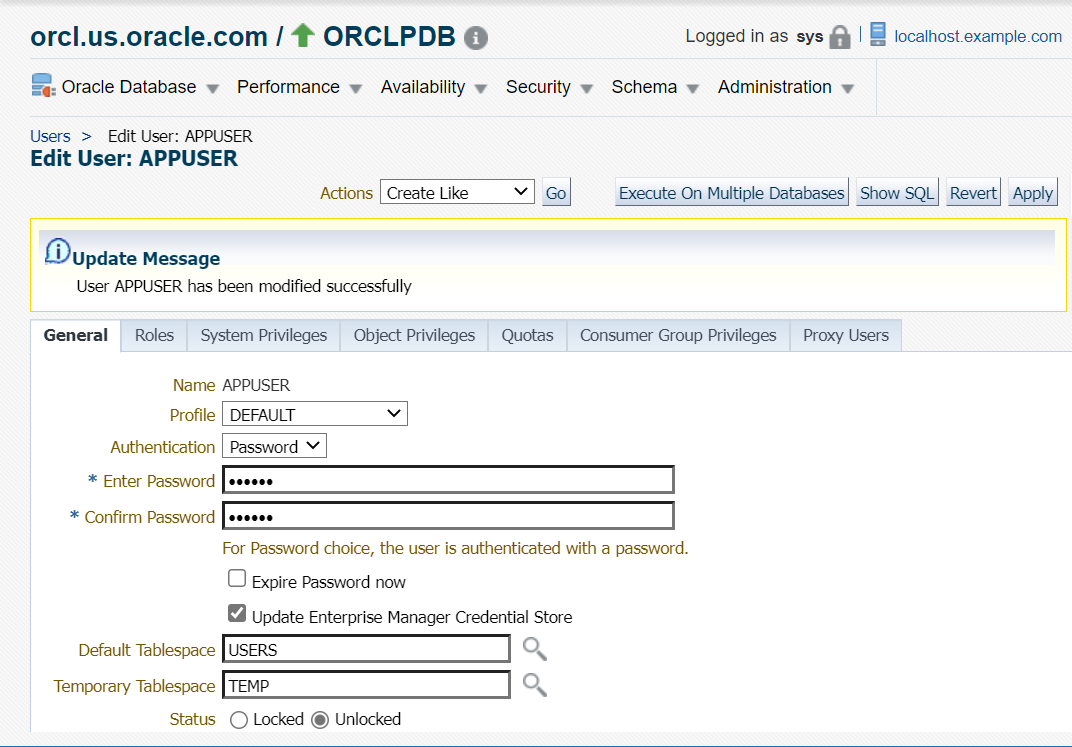 orcl.us.oracle.com / ORCLPDB
Logged in as sys | localhost.example.com
Oracle Database Performance Availability Security Schema Administration
Users > Edit User: APPUSER
Edit User: APPUSER
Actions Create Like Go Execute On Multiple Databases Show SQL Revert Apply
Update Message
User APPUSER has been modified successfully
General Roles System Privileges Object Privileges Quotas Consumer Group Privileges Proxy Users
Name APPUSER
Profile DEFAULT
Authentication Password
* Enter Password ••••••
* Confirm Password ••••••
For Password choice, the user is authenticated with a password.
Expire Password now
Update Enterprise Manager Credential Store
Default Tablespace USERS
Temporary Tablespace TEMP
Status Locked Unlocked